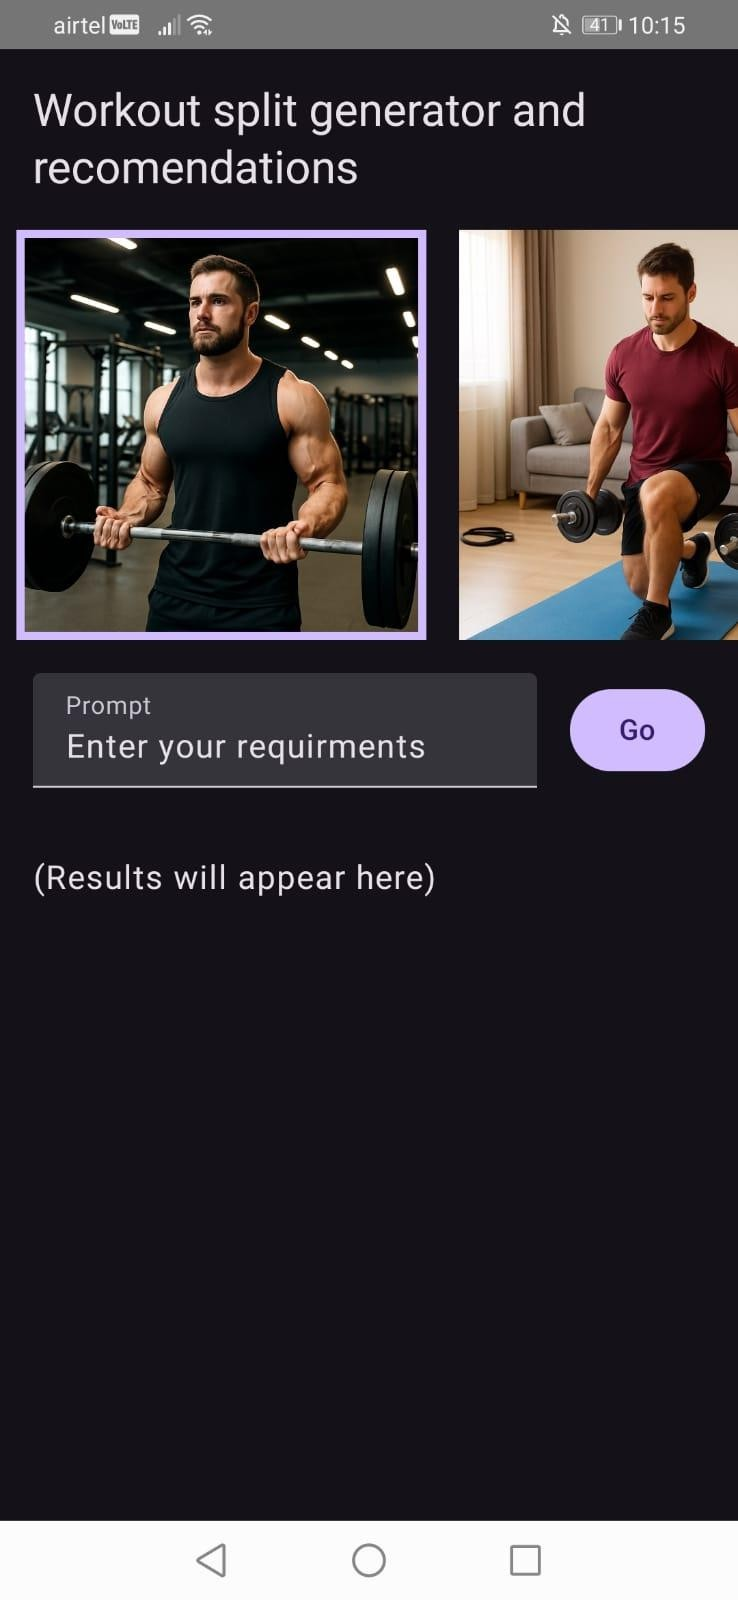 airtel VoLTE 41 10:15
Workout split generator and
recomendations
Prompt
Enter your requirments
Go
(Results will appear here)